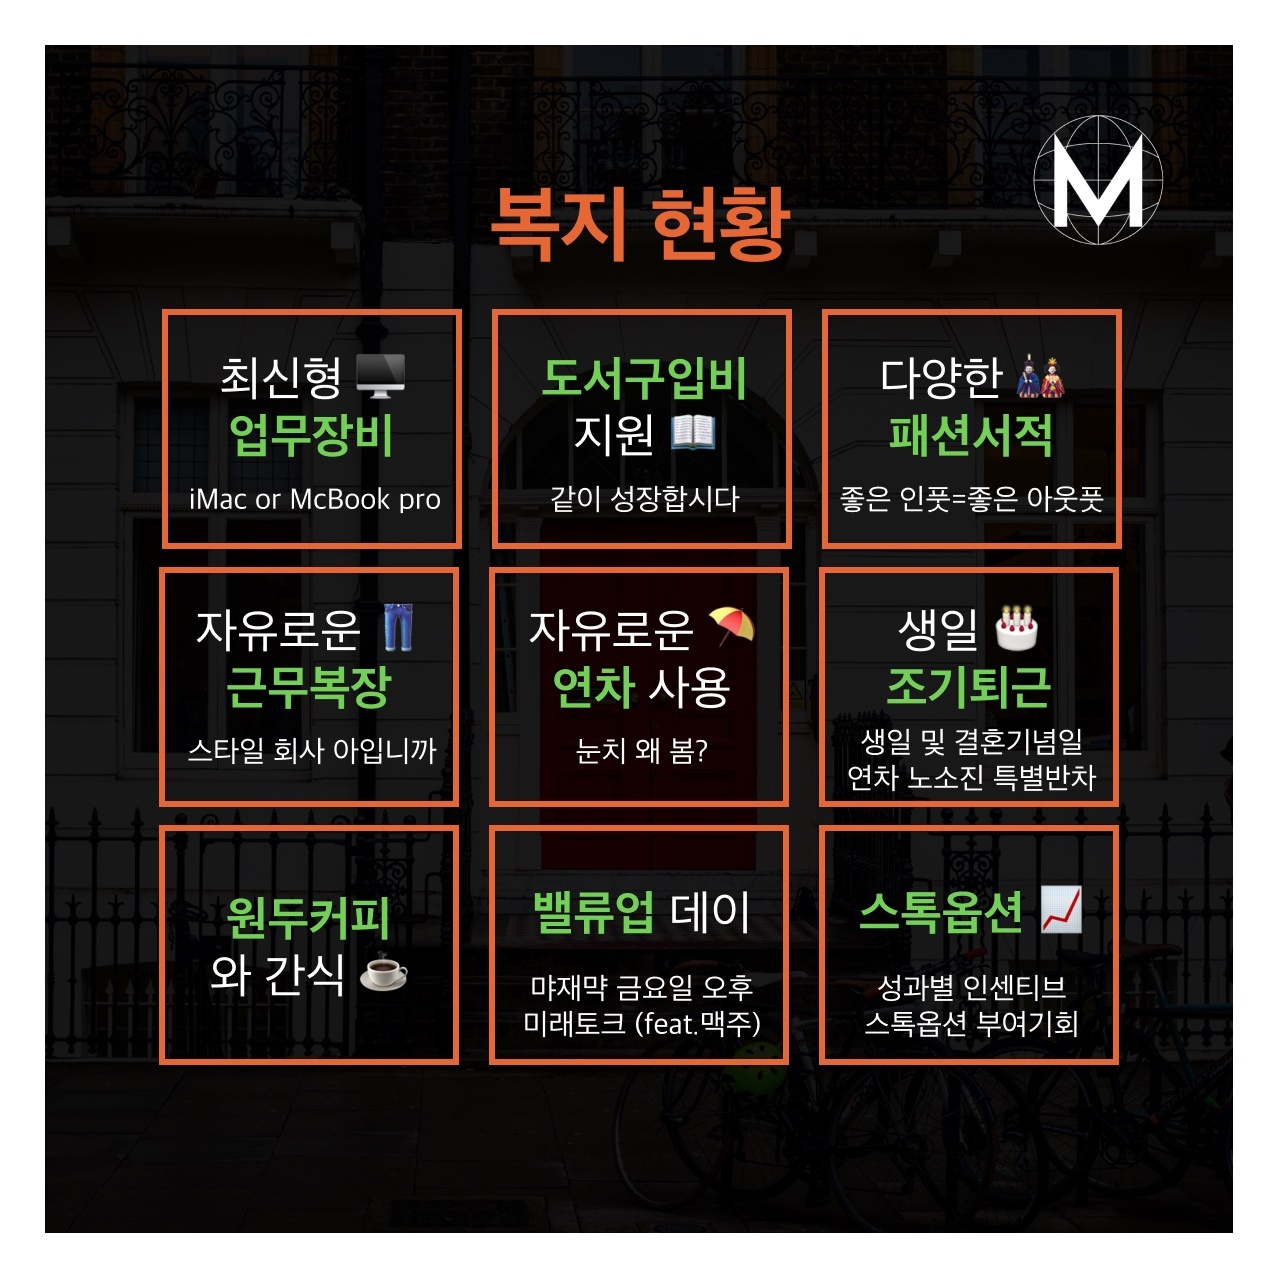 복지 현황
M
최신형 🖥️
업무장비
iMac or McBook pro
도서구입비
지원 📖
같이 성장합시다
다양한 🎎
패션서적
좋은 인풋=좋은 아웃풋
자유로운 👖
근무복장
스타일 회사 아입니까
자유로운 ⛱️
연차 사용
눈치 왜 봄?
생일 🎂
조기퇴근
생일 및 결혼기념일
연차 노소진 특별반차
원두커피
와 간식 ☕
밸류업 데이
먀재먁 금요일 오후
미래토크 (feat.맥주)
스톡옵션 📈
성과별 인센티브
스톡옵션 부여기회